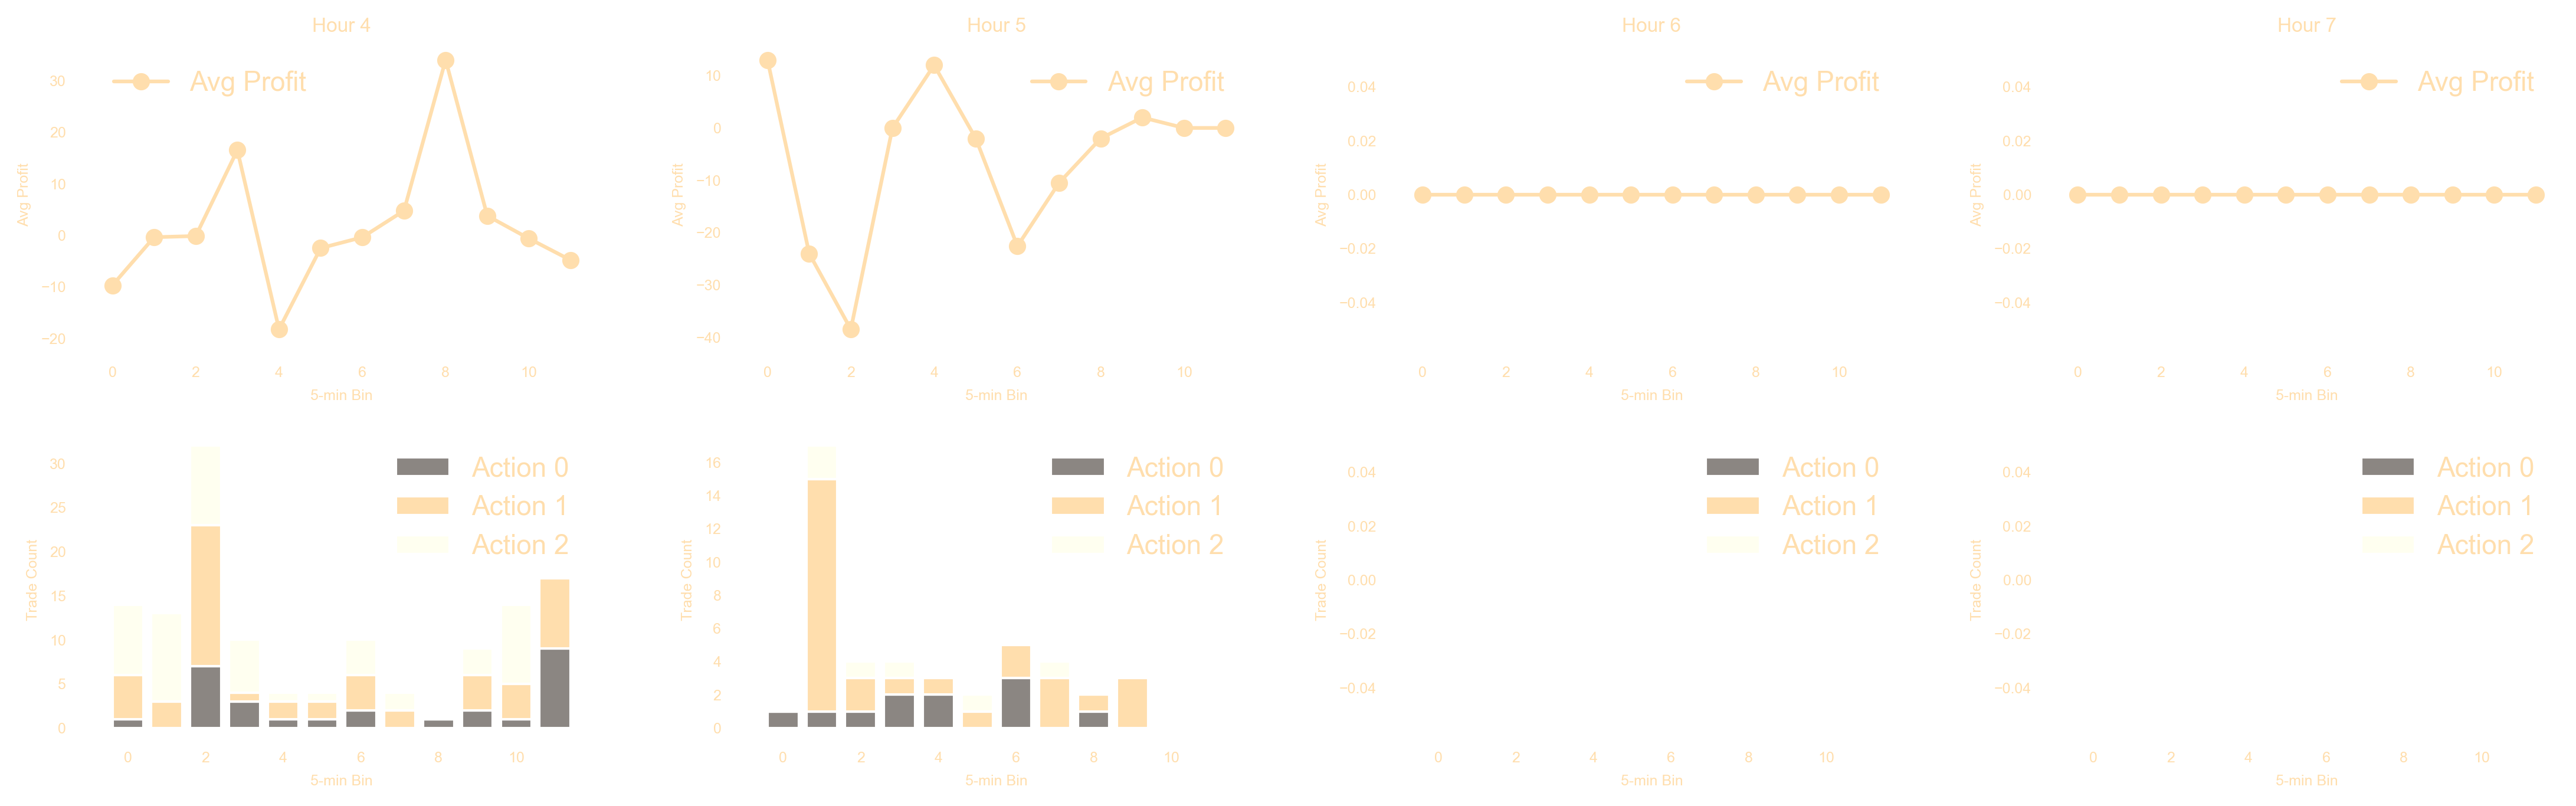 Hour 4
Avg Profit
30
20
10
0
−10
−20
Avg Profit
0 2 4 6 8 10
5-min Bin
Hour 5
Avg Profit
10
0
−10
−20
−30
−40
Avg Profit
0 2 4 6 8 10
5-min Bin
Hour 6
Avg Profit
0.04
0.02
0.00
−0.02
−0.04
Avg Profit
0 2 4 6 8 10
5-min Bin
Hour 7
Avg Profit
0.04
0.02
0.00
−0.02
−0.04
Avg Profit
0 2 4 6 8 10
5-min Bin
Trade Count
30
25
20
15
10
5
0
Action 0
Action 1
Action 2
0 2 4 6 8 10
5-min Bin
Trade Count
16
14
12
10
8
6
4
2
0
Action 0
Action 1
Action 2
0 2 4 6 8 10
5-min Bin
Trade Count
0.04
0.02
0.00
−0.02
−0.04
Action 0
Action 1
Action 2
0 2 4 6 8 10
5-min Bin
Trade Count
0.04
0.02
0.00
−0.02
−0.04
Action 0
Action 1
Action 2
0 2 4 6 8 10
5-min Bin